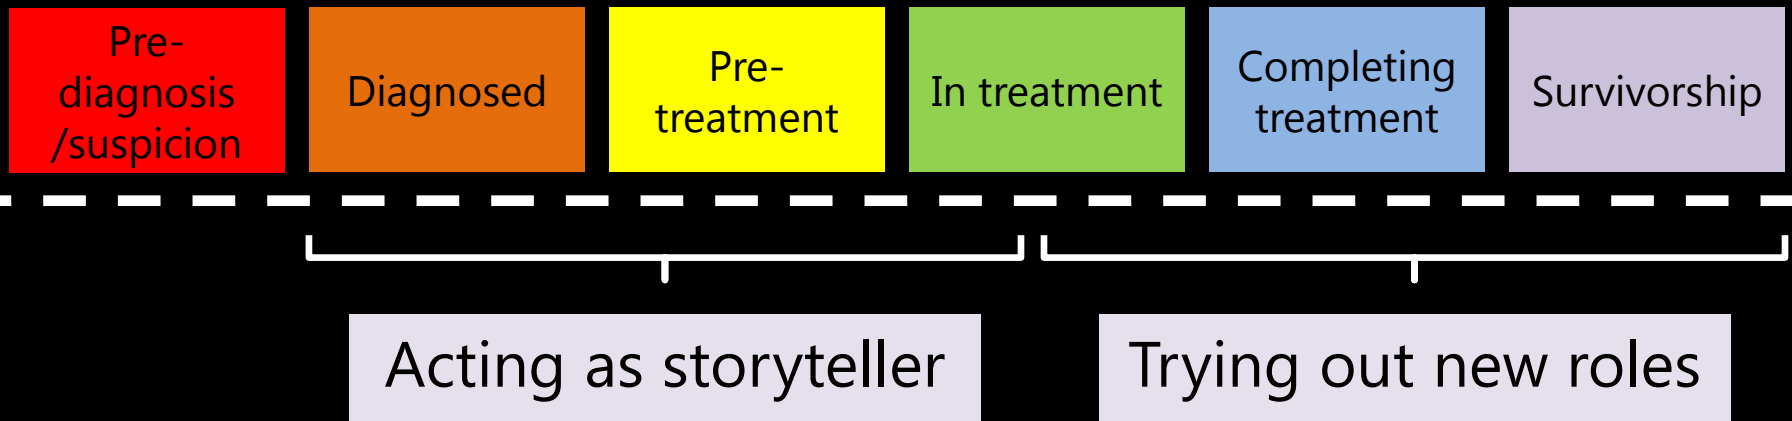 Pre-
diagnosis
/suspicion
Diagnosed
Pre-
treatment
In treatment
Completing
treatment
Survivorship
Acting as storyteller
Trying out new roles